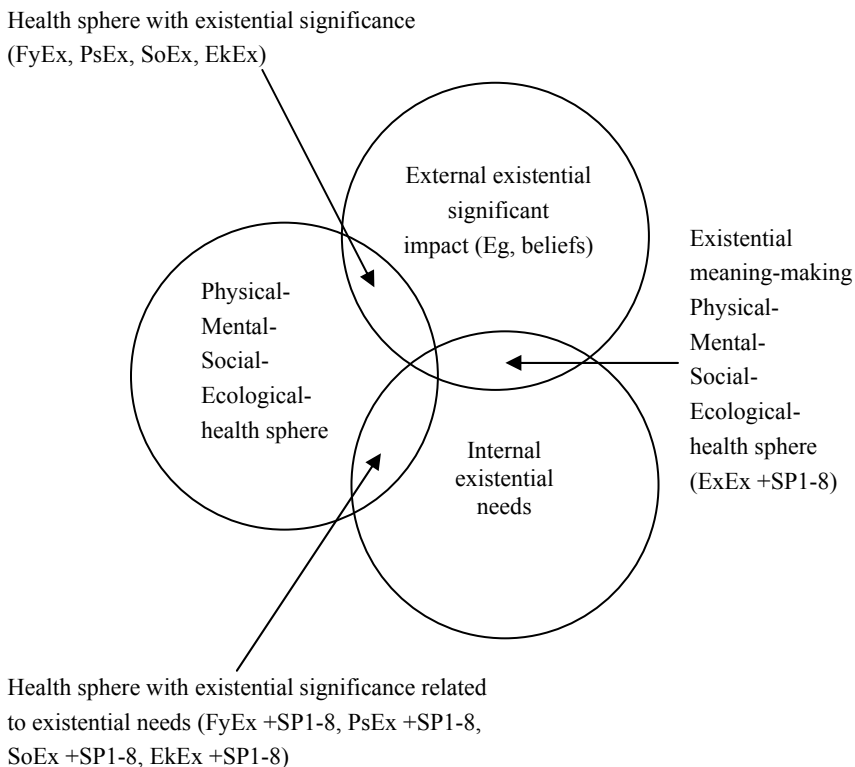 Health sphere with existential significance
(FyEx, PsEx, SoEx, EkEx)
External existential
significant
impact (Eg, beliefs)
Physical-
Mental-
Social-
Ecological-
health sphere
Existential
meaning-making
Physical-
Mental-
Social-
Ecological-
health sphere
(ExEx +SP1-8)
Internal
existential
needs
Health sphere with existential significance related
to existential needs (FyEx +SP1-8, PsEx +SP1-8,
SoEx +SP1-8, EkEx +SP1-8)